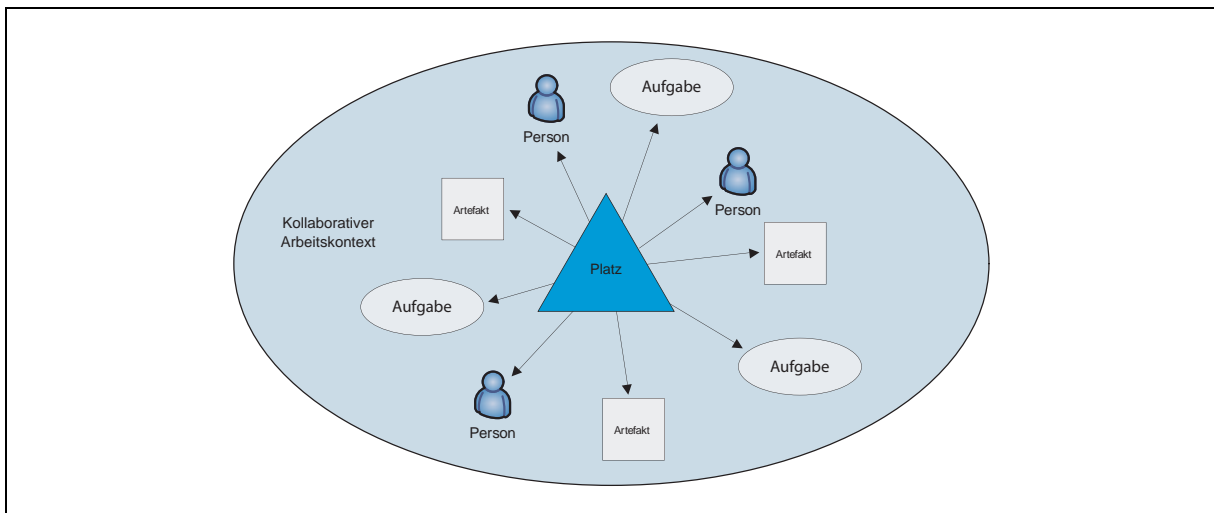 Aufgabe
Person
Person
Artefakt
Kollaborativer
Arbeitskontext
Artefakt
Platz
Aufgabe
Aufgabe
Person
Artefakt